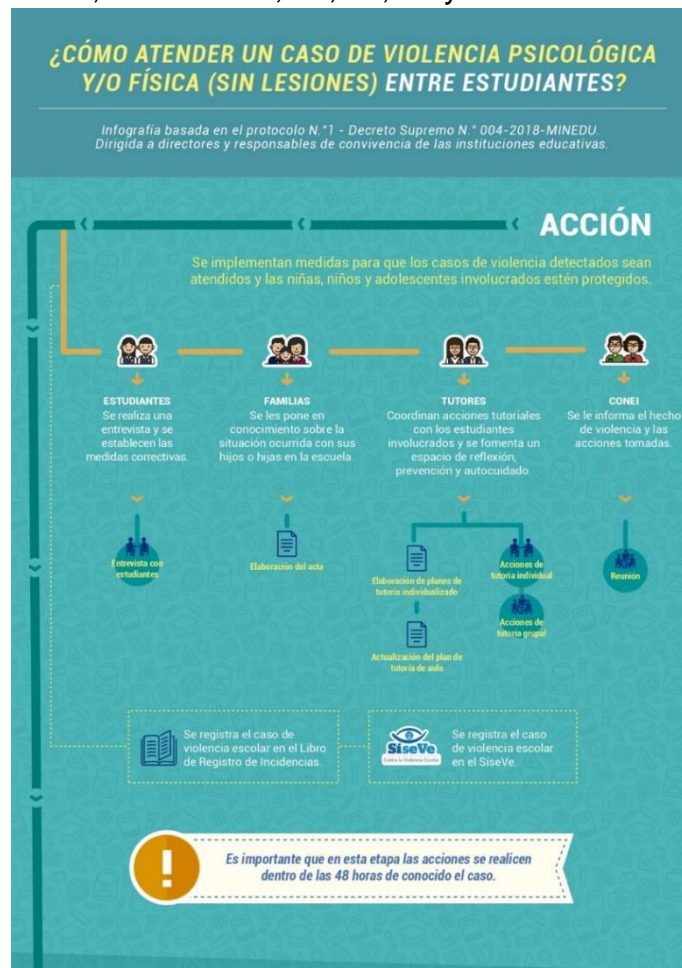 ¿CÓMO ATENDER UN CASO DE VIOLENCIA PSICOLÓGICA
Y/O FÍSICA (SIN LESIONES) ENTRE ESTUDIANTES?
Infografía basada en el protocolo N.°1 - Decreto Supremo N.° 004-2018-MINEDU.
Dirigida a directores y responsables de convivencia de las instituciones educativas.
ACCIÓN
Se implementan medidas para que los casos de violencia detectados sean
atendidos y las niñas, niños y adolescentes involucrados estén protegidos.
ESTUDIANTES
Se realiza una
entrevista y se
establecen las
medidas correctivas.
FAMILIAS
Se les pone en
conocimiento sobre la
situación ocurrida con sus
hijos o hijas en la escuela.
TUTORES
Coordinan acciones tutoriales
con los estudiantes
involucrados y se fomenta un
espacio de reflexión,
prevención y autocuidado.
CONEI
Se le informa el hecho
de violencia y las
acciones tomadas.
Entrevista con
estudiantes
Elaboración del acta
Elaboración de planes de
tutoría individualizado
Actualización del plan de
tutoría de aula
Acciones de
tutoría individual
Acciones de
tutoría grupal
Reunión
Se registra el caso de
violencia escolar en el Libro
de Registro de Incidencias.
SíseVe
Contra la Violencia Escolar
Se registra el caso
de violencia escolar
en el SíseVe.
Es importante que en esta etapa las acciones se realicen
dentro de las 48 horas de conocido el caso.